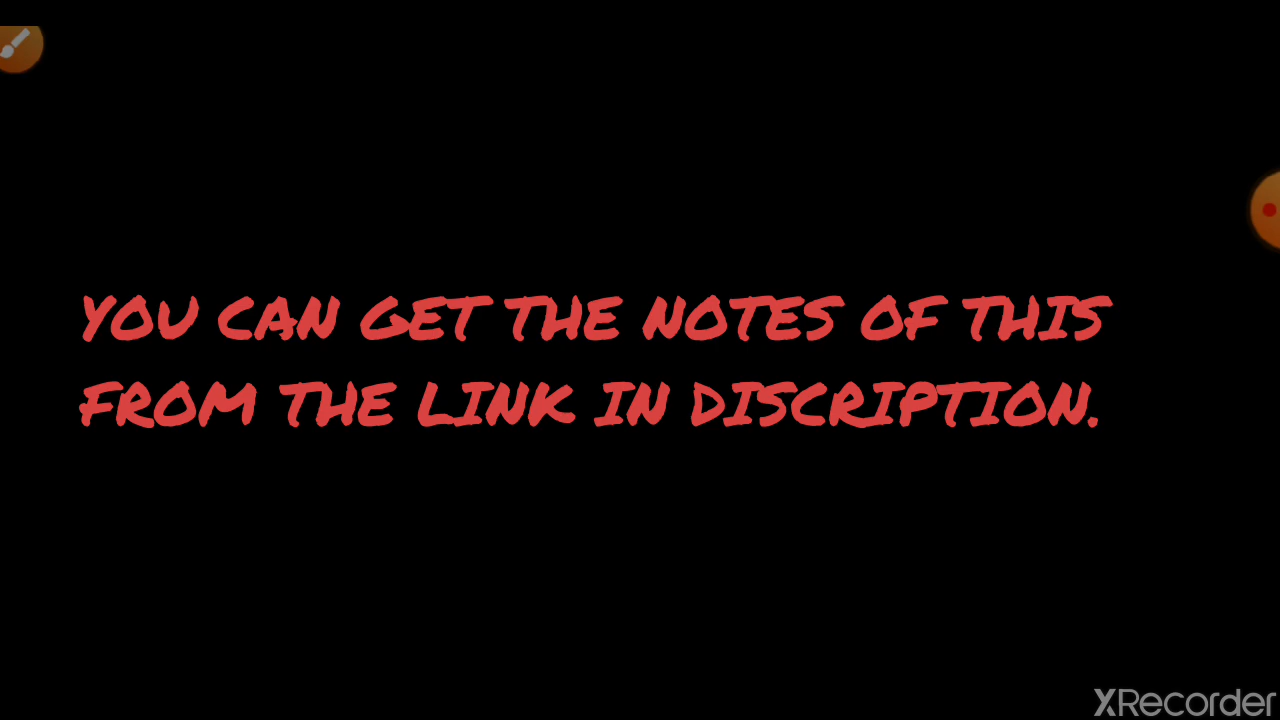 YOU CAN GET THE NOTES OF THIS
FROM THE LINK IN DISCRIPTION.
XRecorder